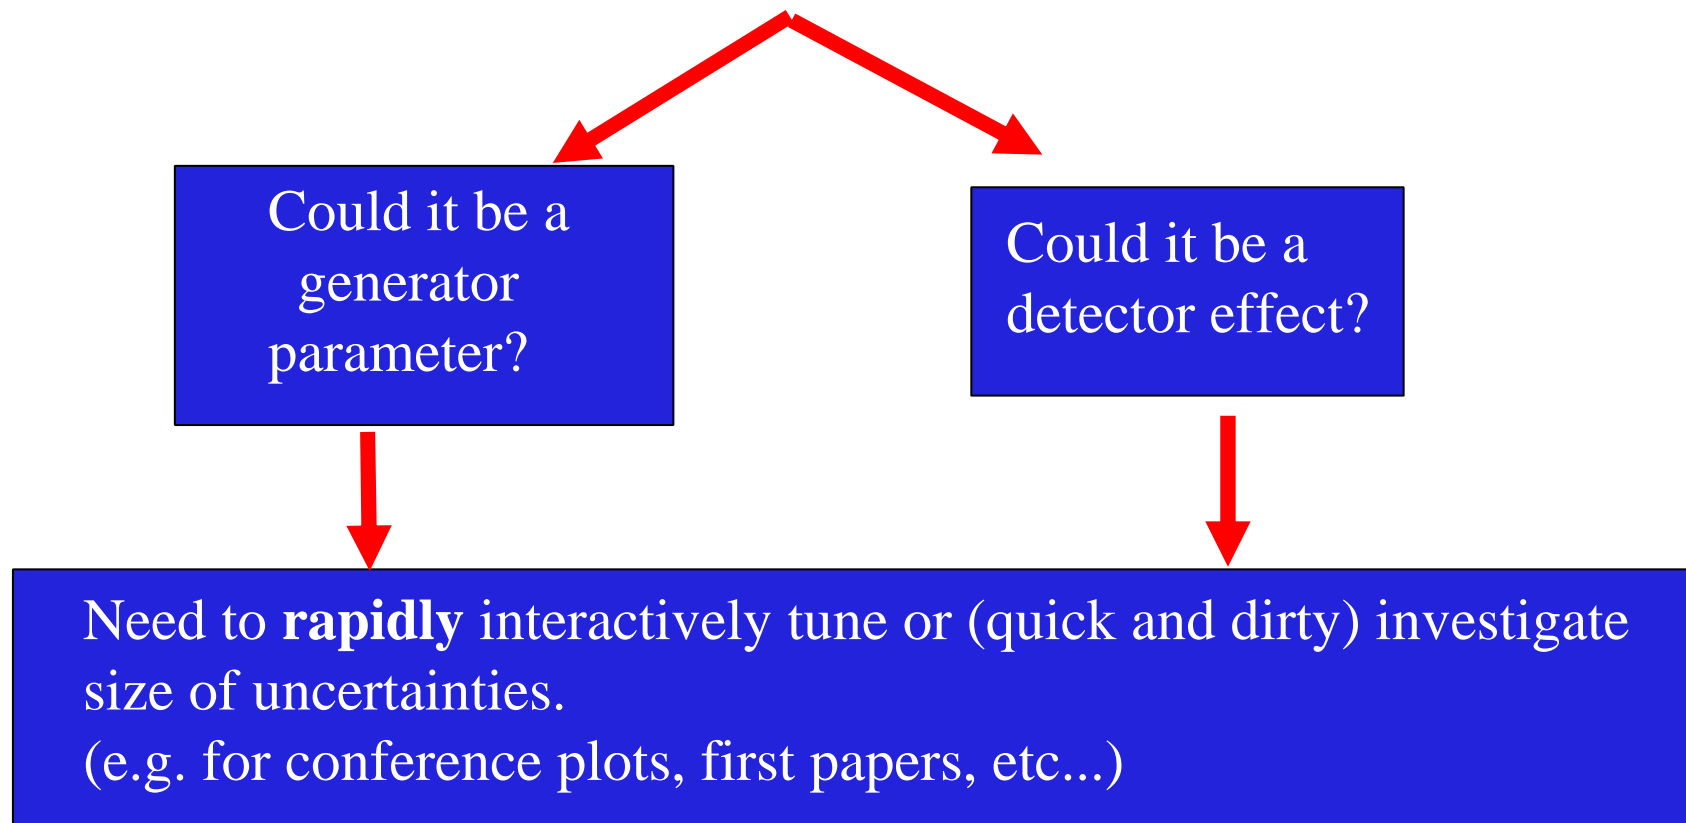 Could it be a
generator
parameter?
Could it be a
detector effect?
Need to rapidly interactively tune or (quick and dirty) investigate
size of uncertainties.
(e.g. for conference plots, first papers, etc...)